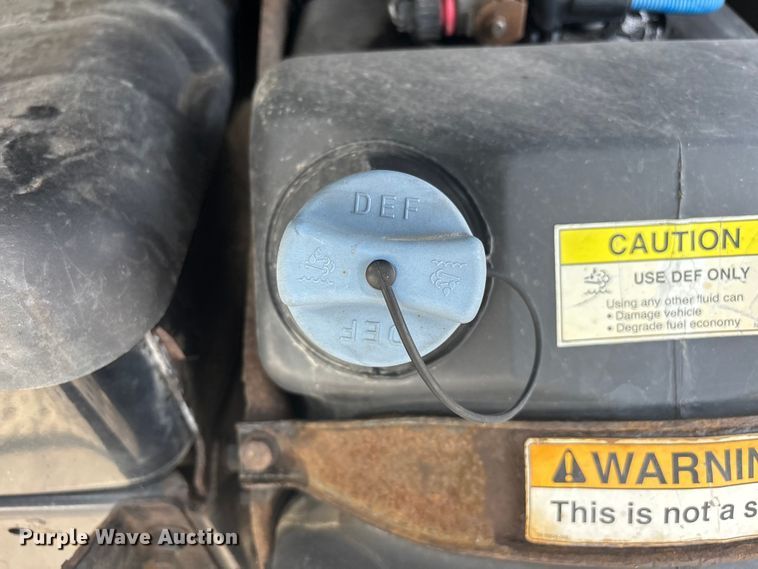 DEF
DEF
CAUTION
USE DEF ONLY
Using any other fluid can
• Damage vehicle
• Degrade fuel economy
WARNIN
This is not a s
Purple Wave Auction